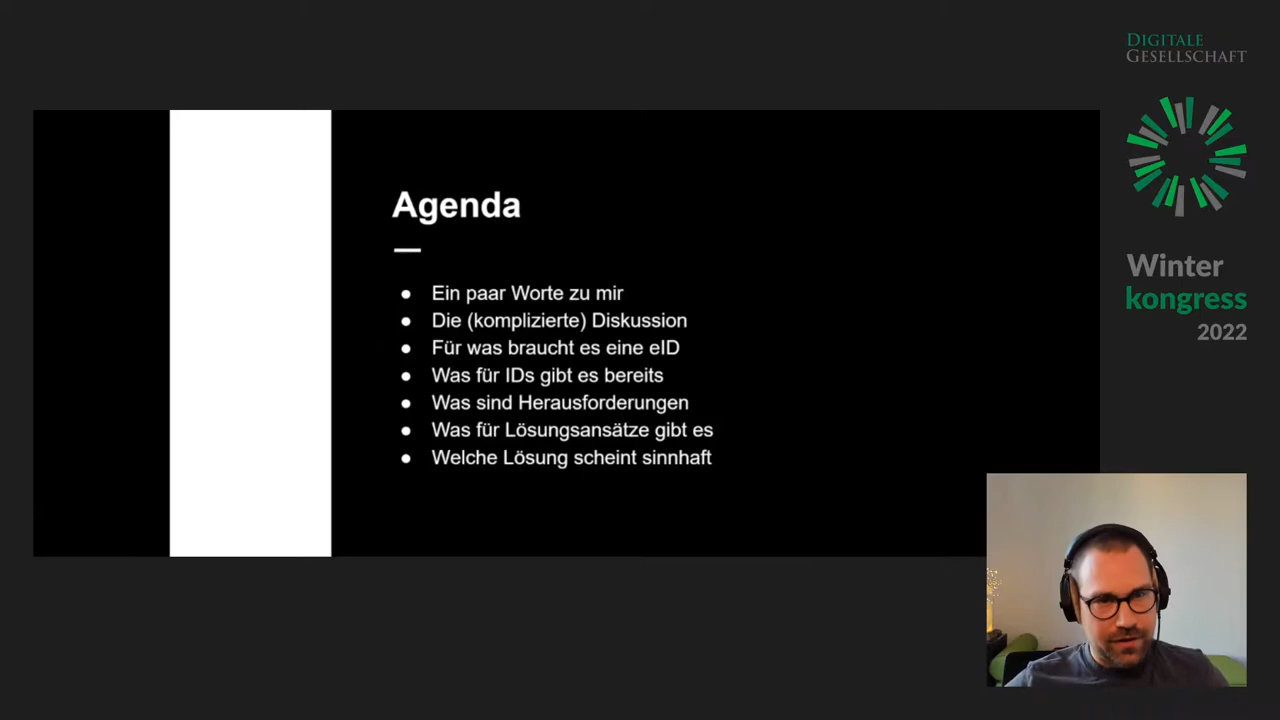 DIGITALE
GESELLSCHAFT
Agenda
Ein paar Worte zu mir
Die (komplizierte) Diskussion
Für was braucht es eine eID
Was für IDs gibt es bereits
Was sind Herausforderungen
Was für Lösungsansätze gibt es
Welche Lösung scheint sinnhaft
Winter
kongress
2022